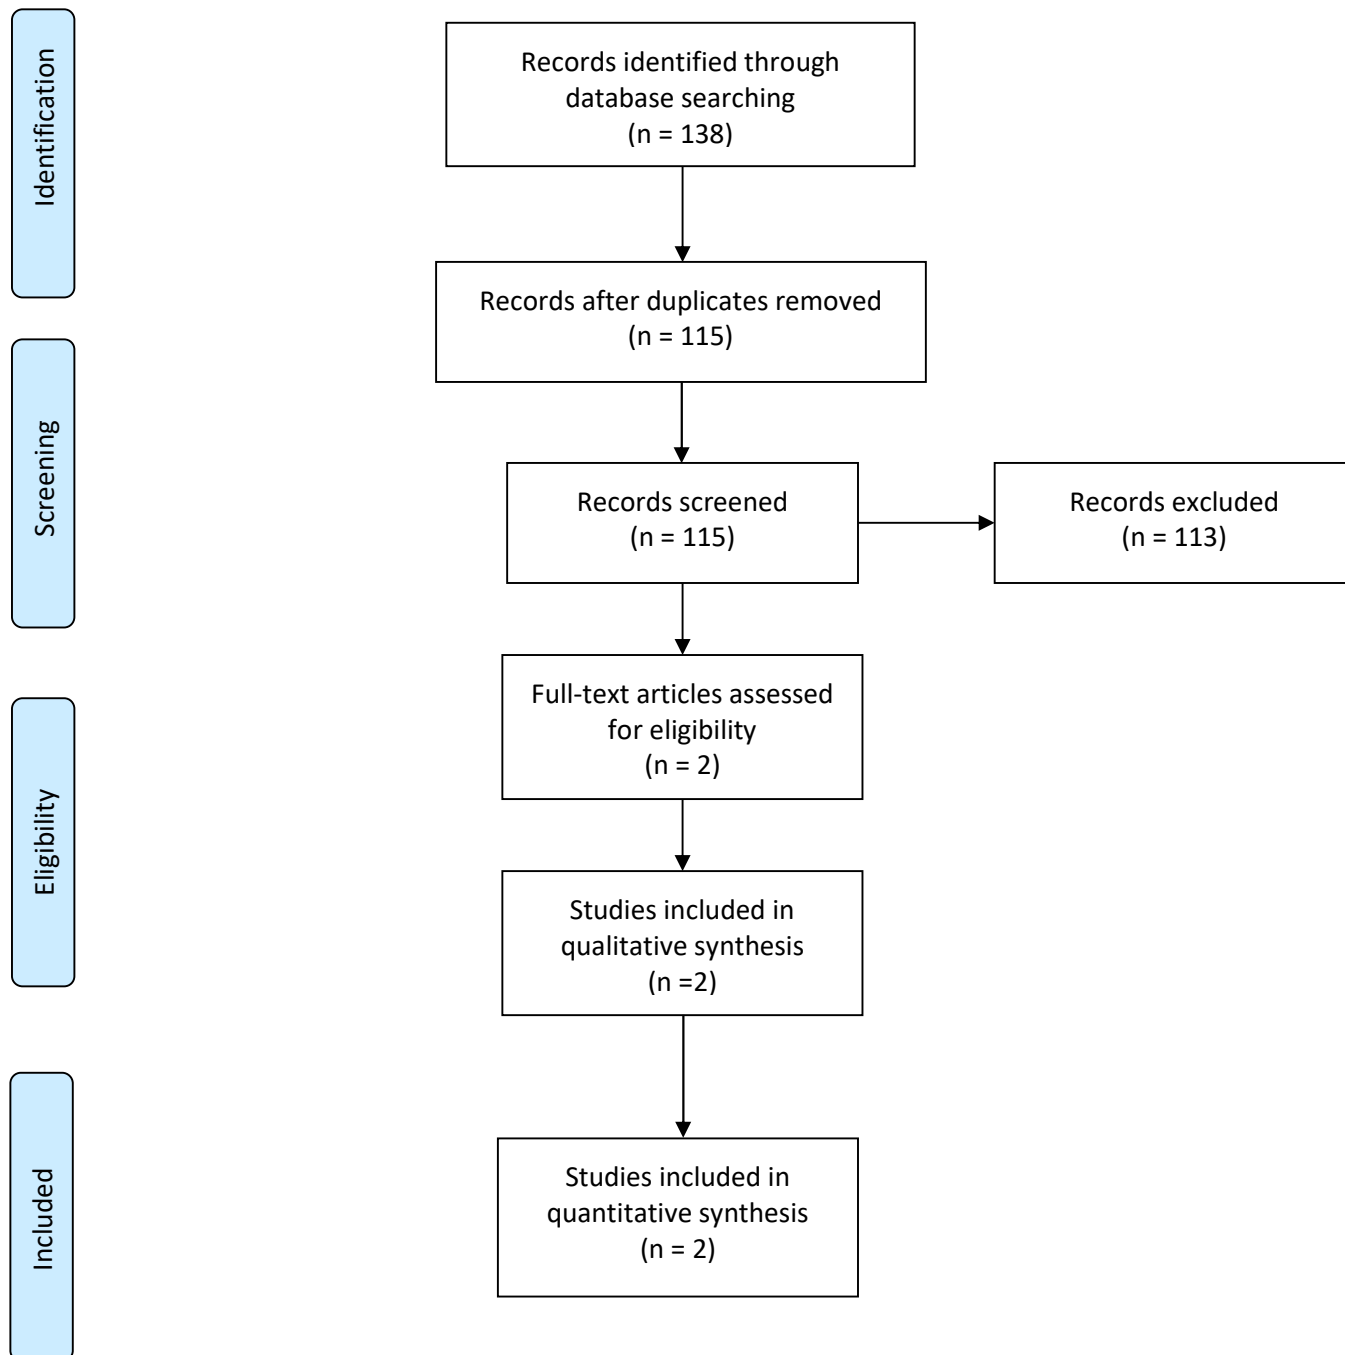 Identification
Records identified through
database searching
(n = 138)
Records after duplicates removed
(n = 115)
Screening
Records screened
(n = 115)
Records excluded
(n = 113)
Full-text articles assessed
for eligibility
(n = 2)
Eligibility
Studies included in
qualitative synthesis
(n =2)
Included
Studies included in
quantitative synthesis
(n = 2)